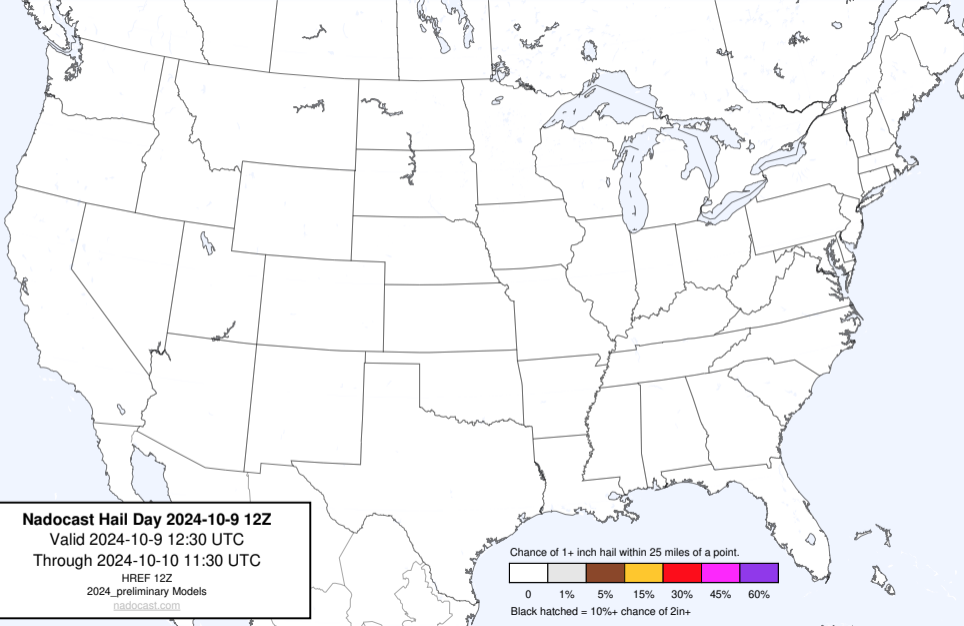 Nadocast Hail Day 2024-10-9 12Z
Valid 2024-10-9 12:30 UTC
Through 2024-10-10 11:30 UTC
HREF 12Z
2024_preliminary Models
nadocast.com
Chance of 1+ inch hail within 25 miles of a point.
0 1% 5% 15% 30% 45% 60%
Black hatched = 10%+ chance of 2in+